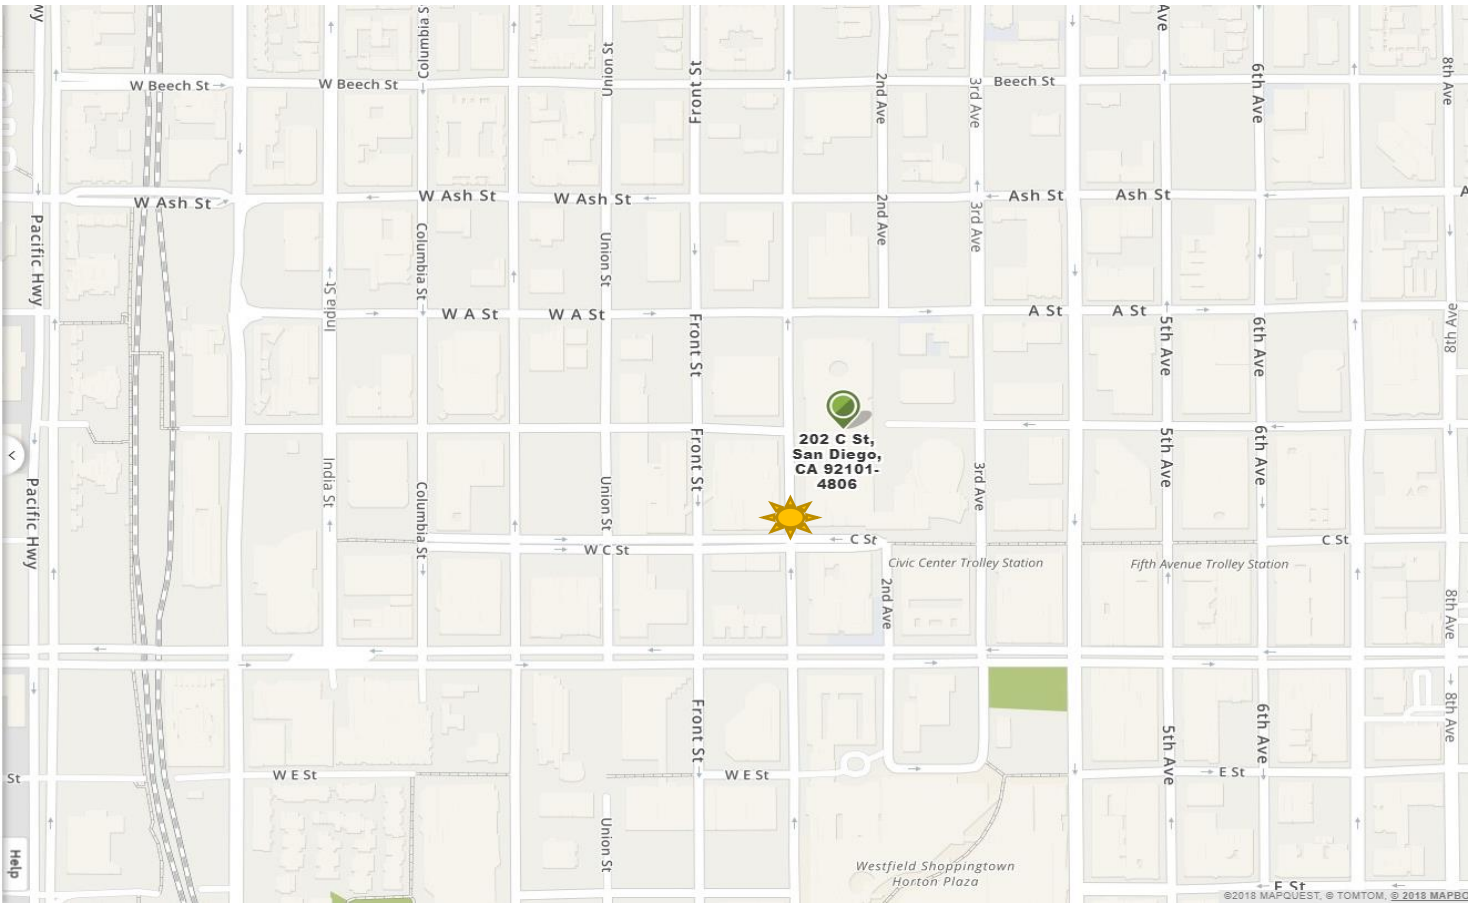 wy
Columbia S
Ave
W Beech St
W Beech St
Union St
Front St
2nd Ave
3rd Ave
Beech St
6th Ave
8th Ave
W Ash St
W Ash St
W Ash St
Ash St
Ash St
A
Pacific Hwy
Columbia St
Union St
2nd Ave
3rd Ave
India St
W A St
W A St
A St
A St
Front St
5th Ave
6th Ave
8th Ave
202 C St,
San Diego,
CA 92101-
4806
Pacific Hwy
India St
Columbia St
Union St
Front St
3rd Ave
5th Ave
6th Ave
W C St
C St
C St
Civic Center Trolley Station
Fifth Avenue Trolley Station
2nd Ave
8th Ave
Front St
5th Ave
6th Ave
8th Ave
St
W E St
W E St
E St
Help
Union St
Westfield Shoppingtown
Horton Plaza
F St
©2018 MAPQUEST, © TOMTOM, © 2018 MAPBO